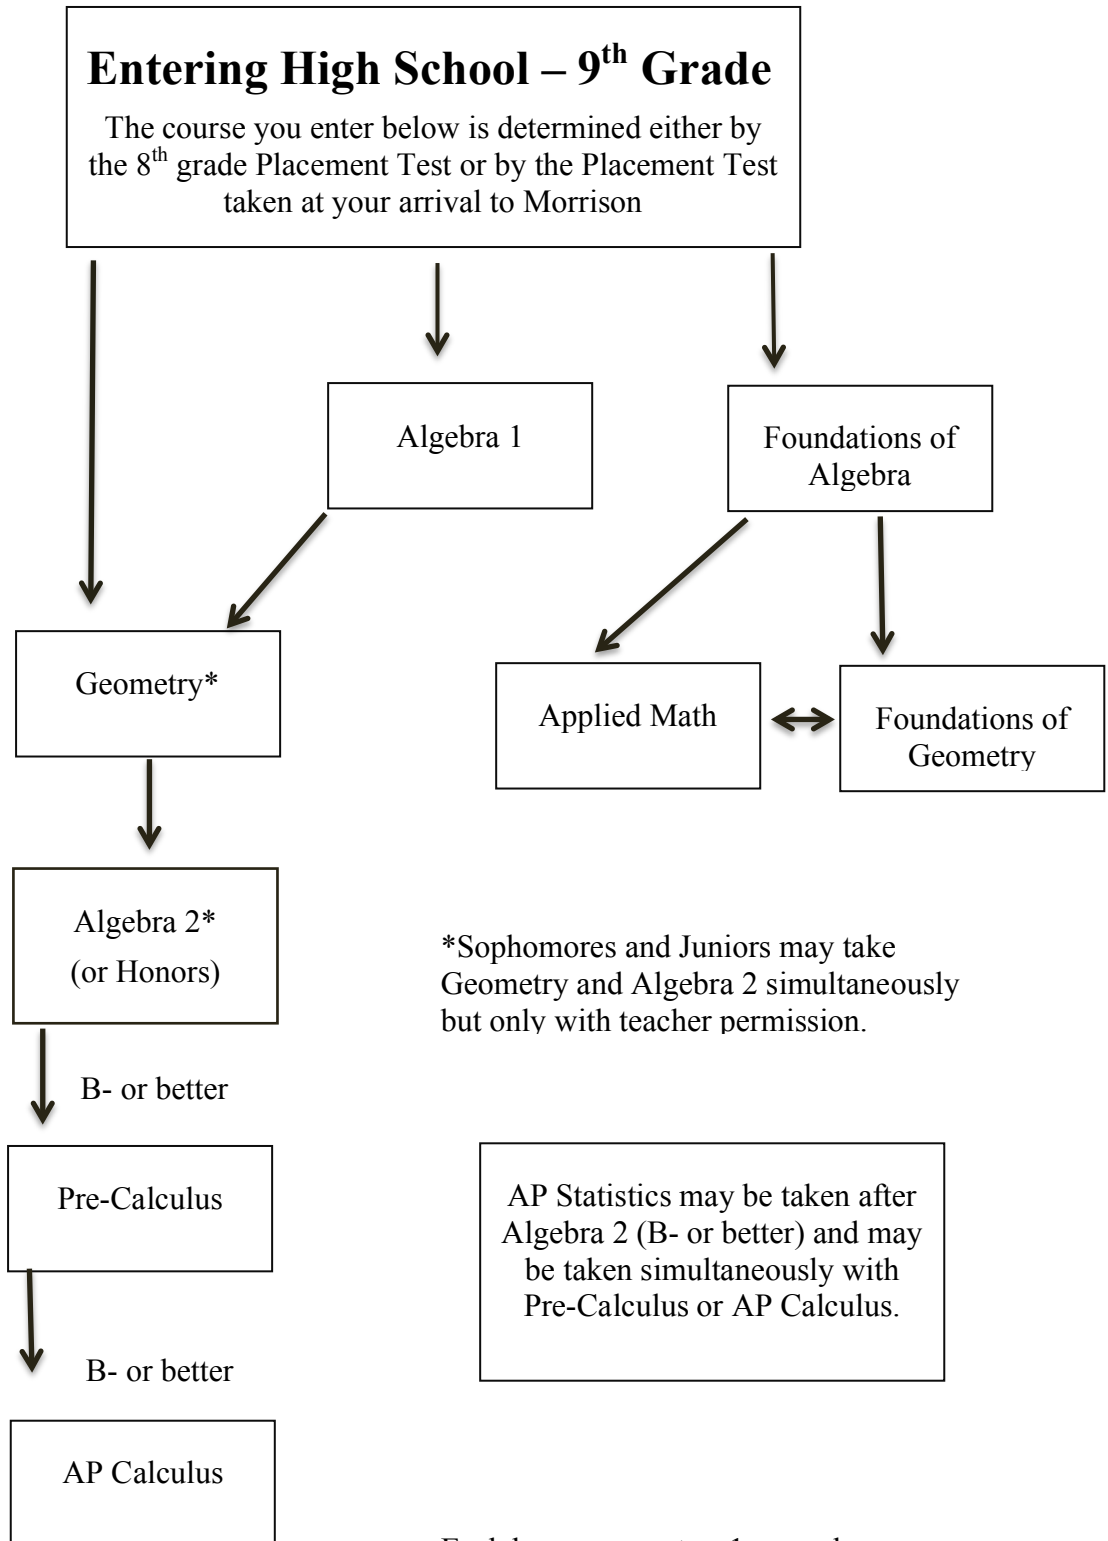 Entering High School – 9th Grade
The course you enter below is determined either by
the 8th grade Placement Test or by the Placement Test
taken at your arrival to Morrison
Algebra 1
Foundations of
Algebra
Geometry*
Applied Math
Foundations of
Geometry
Algebra 2*
(or Honors)
*Sophomores and Juniors may take
Geometry and Algebra 2 simultaneously
but only with teacher permission.
B- or better
Pre-Calculus
AP Statistics may be taken after
Algebra 2 (B- or better) and may
be taken simultaneously with
Pre-Calculus or AP Calculus.
B- or better
AP Calculus